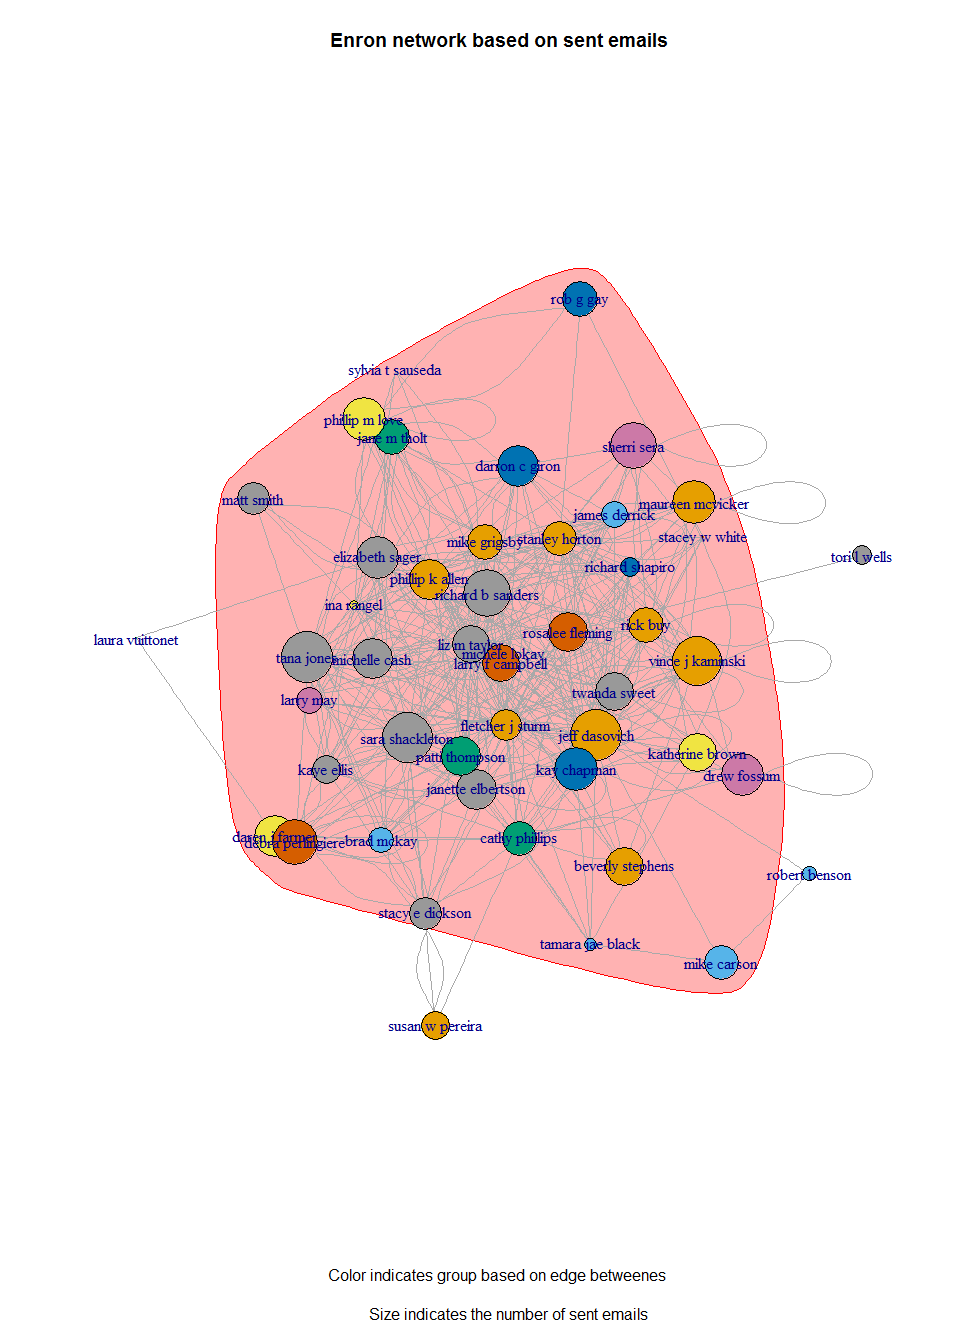 Enron network based on sent emails
rob g gay
sylvia t sauseda
phillip m love
jane m tholt
sherri sera
darron c giron
matt smith
maureen mcvicker
james derrick
stacey w white
mike grigsby
stanley horton
elizabeth sager
tori l wells
richard shapiro
phillip k allen
richard b sanders
ina rangel
rick buy
rosalee fleming
laura vuittonet
liz m taylor
michele lokay
tana jones
michelle cash
larry f campbell
vince j kaminski
twanda sweet
larry may
fletcher j sturm
jeff dasovich
sara shackleton
katherine brown
patti thompson
kaye ellis
kay chapman
drew fossum
janette elbertson
daren j farmer
debra perlingiere
brad mckay
cathy phillips
beverly stephens
robert benson
stacy e dickson
tamara jae black
mike carson
susan w pereira
Color indicates group based on edge betweenes
Size indicates the number of sent emails